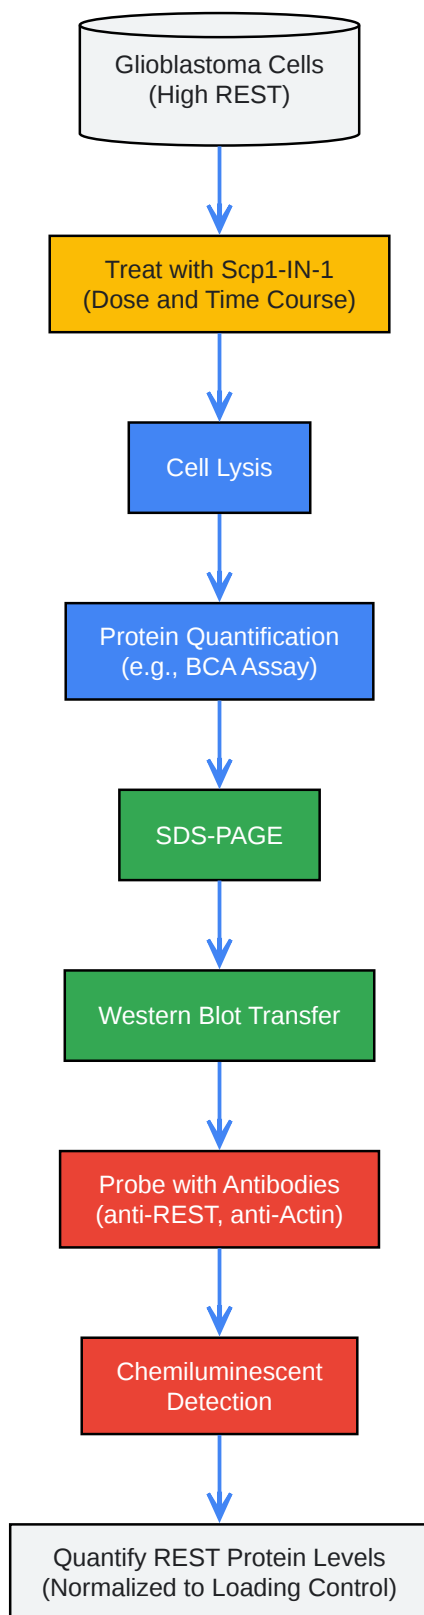 Glioblastoma Cells
(High REST)
Treat with Scp1-IN-1
(Dose and Time Course)
Cell Lysis
Protein Quantification
(e.g., BCA Assay)
SDS-PAGE
Western Blot Transfer
Probe with Antibodies
(anti-REST, anti-Actin)
Chemiluminescent
Detection
Quantify REST Protein Levels
(Normalized to Loading Control)